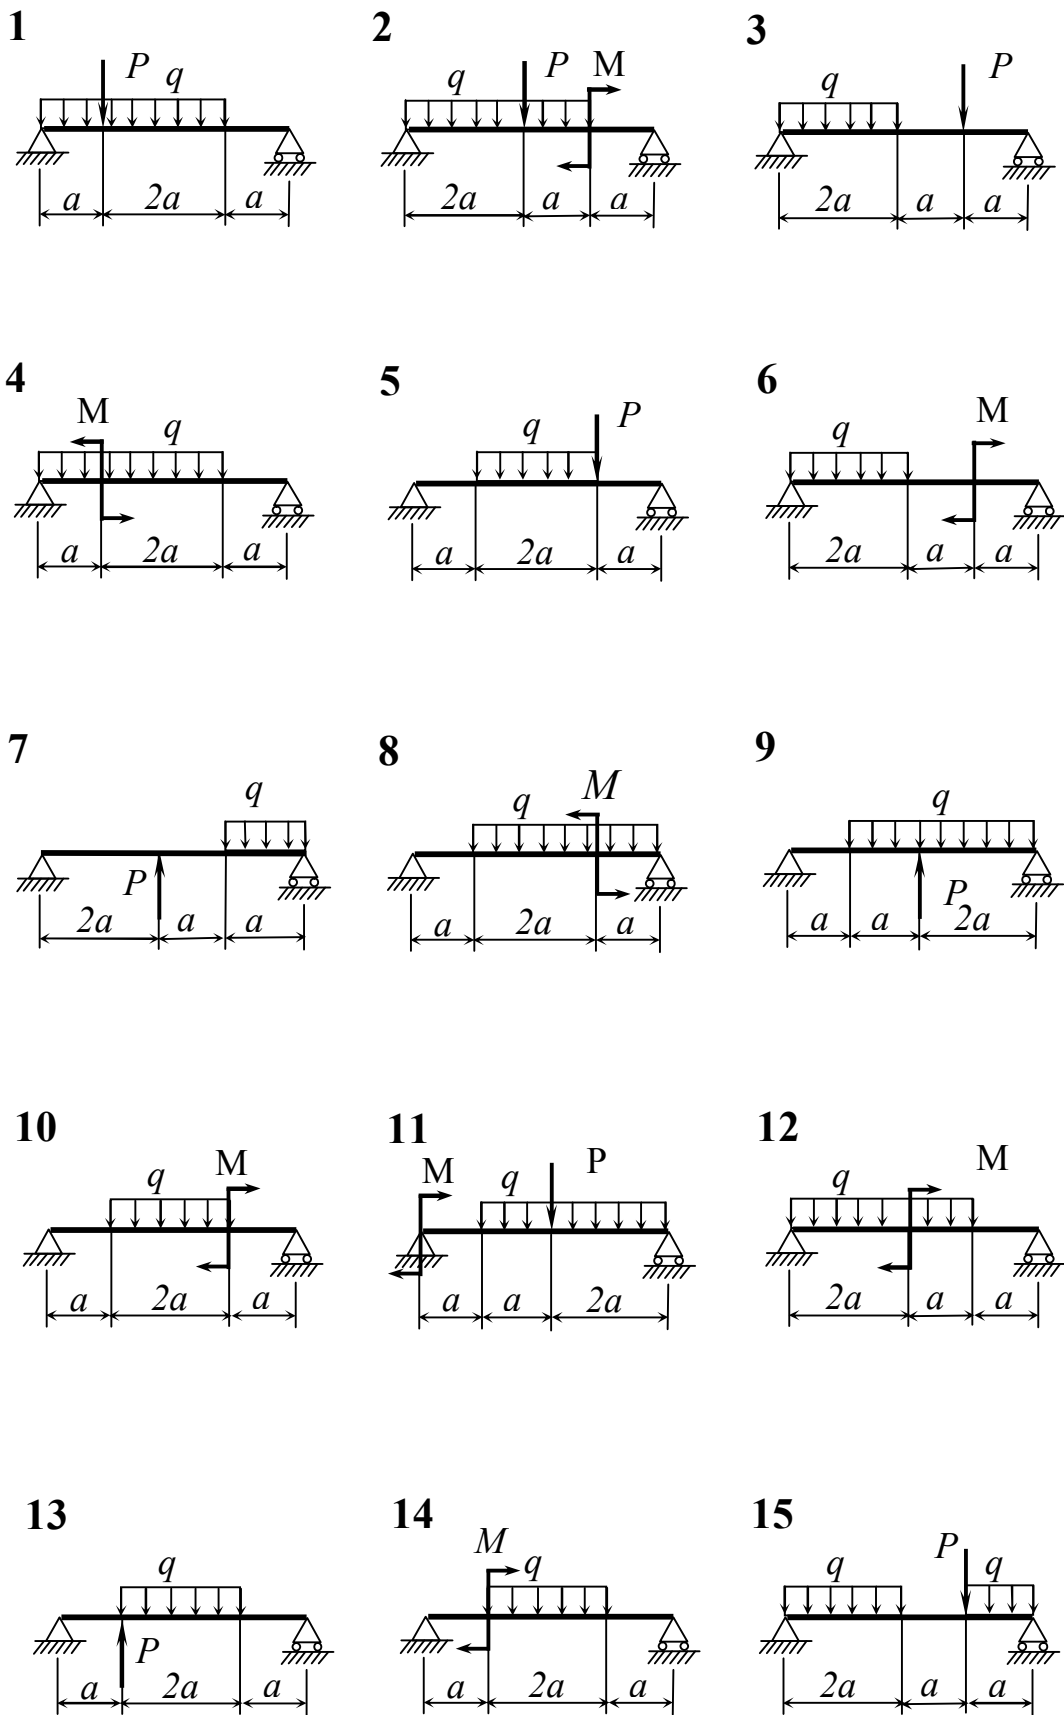 1 2 3
P q q P M q P
a 2a a 2a a a 2a a a
4 5 6
M q q P q M
a 2a a a 2a a 2a a a
7 8 9
q q M q
P P
2a a a a 2a a a a 2a
10 11 12
q M M q P q M
a 2a a a a 2a 2a a a
13 14 15
q M q q P q
P
a 2a a a 2a a 2a a a